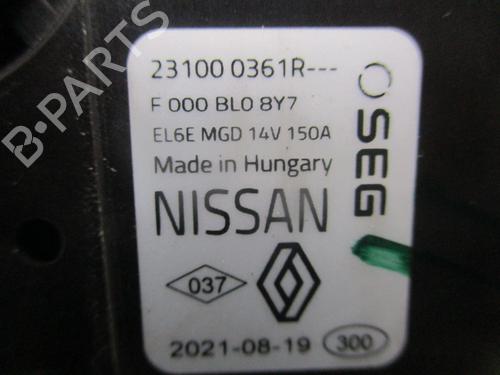 B-PARTS
23100 0361R---
F 000 BL0 8Y7
EL6E MGD 14V 150A
Made in Hungary
NISSAN
SEG
037
2021-08-19 300